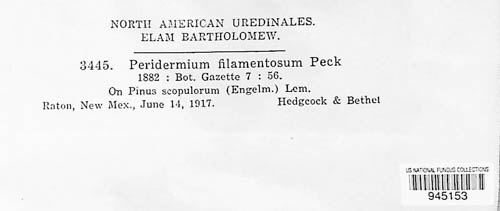 NORTH AMERICAN UREDINALES.
ELAM BARTHOLOMEW.
3445. Peridermium filamentosum Peck
1882 : Bot. Gazette 7 : 56.
On Pinus scopulorum (Engelm.) Lem.
Raton, New Mex., June 14, 1917. Hedgcock & Bethel
US NATIONAL FUNGUS COLLECTIONS
945153